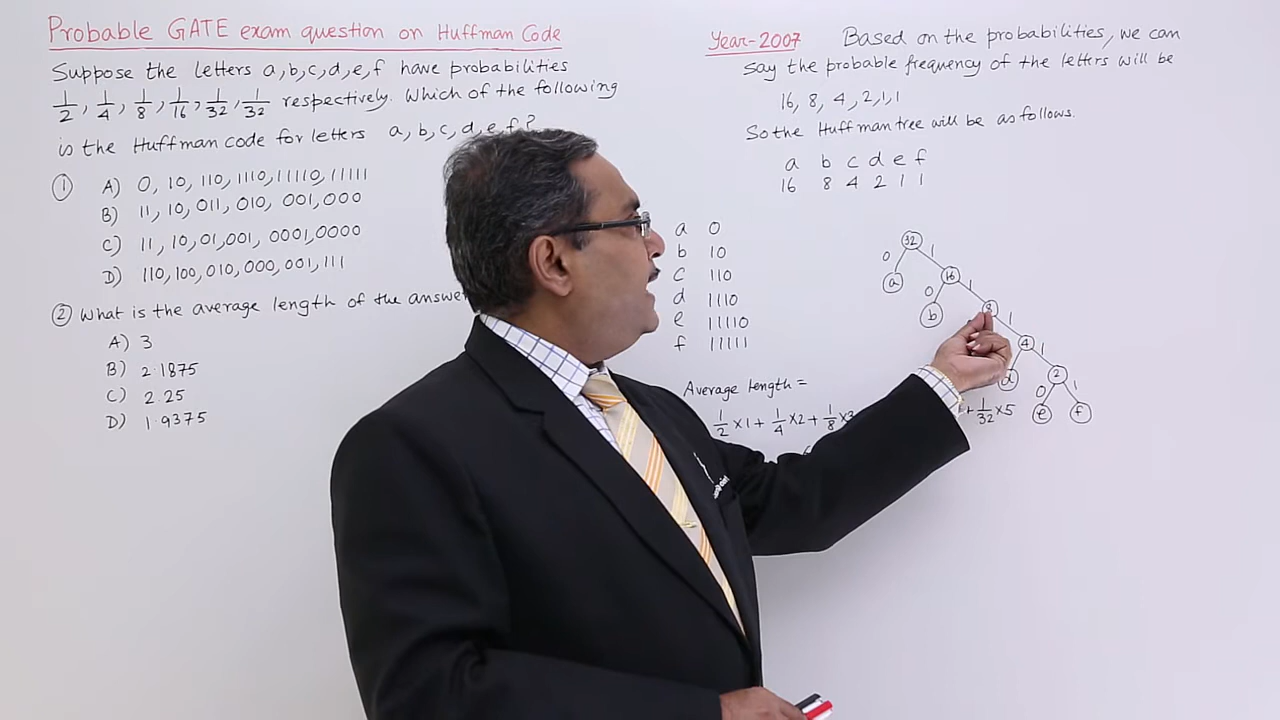 Probable GATE exam question on Huffman Code
Suppose the letters a,b,c,d,e,f have probabilities
1/2, 1/4, 1/8, 1/16, 1/32, 1/32 respectively. Which of the following
is the Huffman code for letters a, b, c, d, e, f?
① A) 0, 10, 110, 1110, 11110, 11111
B) 11, 10, 011, 010, 001, 000
C) 11, 10, 01, 001, 0001, 0000
D) 110, 100, 010, 000, 001, 111
② What is the average length of the answer
A) 3
B) 2.1875
C) 2.25
D) 1.9375
Year-2007 Based on the probabilities, we can
say the probable frequency of the letters will be
16, 8, 4, 2, 1, 1
So the Huffman tree will be as follows.
a b c d e f
16 8 4 2 1 1
a 0
b 10
c 110
d 1110
e 11110
f 11111
32
0 1
a 16
0 1
b 8
1
4
1
d 2
0 1
e f
Average length =
1/2 ×1 + 1/4 ×2 + 1/8 ×3
+ 1/32 ×5